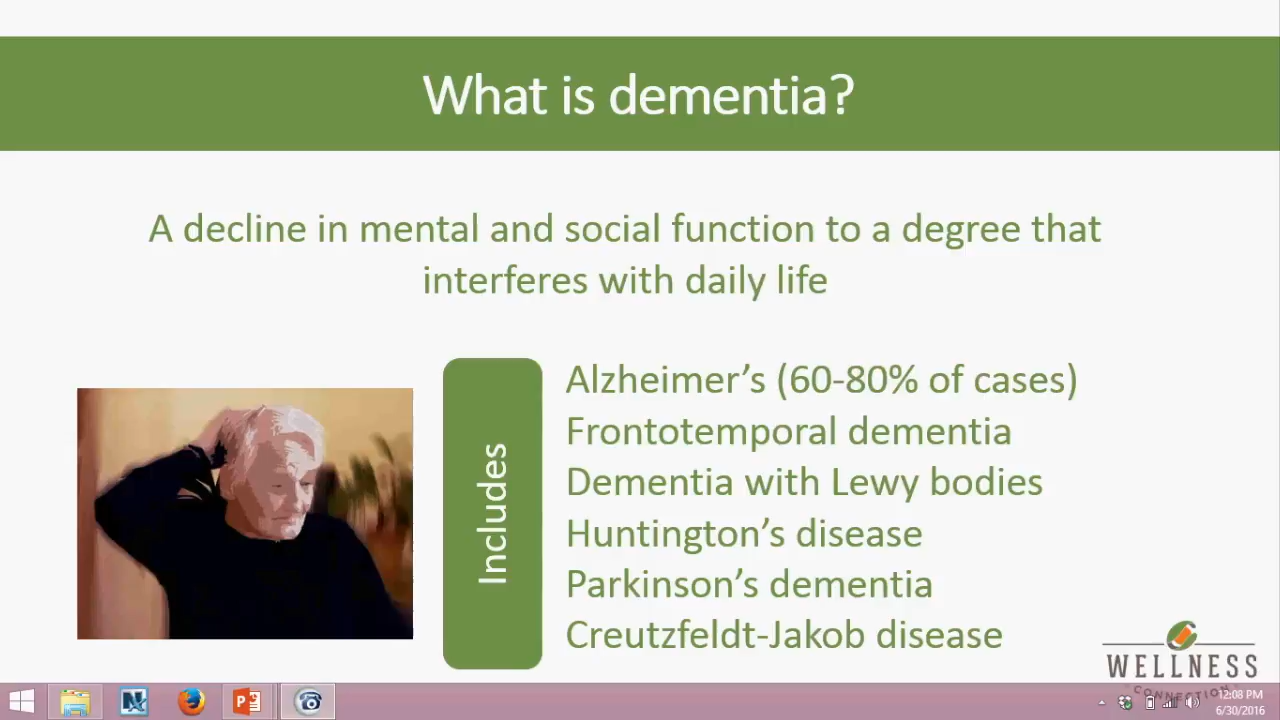 What is dementia?
A decline in mental and social function to a degree that
interferes with daily life
Includes
Alzheimer’s (60-80% of cases)
Frontotemporal dementia
Dementia with Lewy bodies
Huntington’s disease
Parkinson’s dementia
Creutzfeldt-Jakob disease
WELLNESS
CONNECTION
12:08 PM
6/30/2016